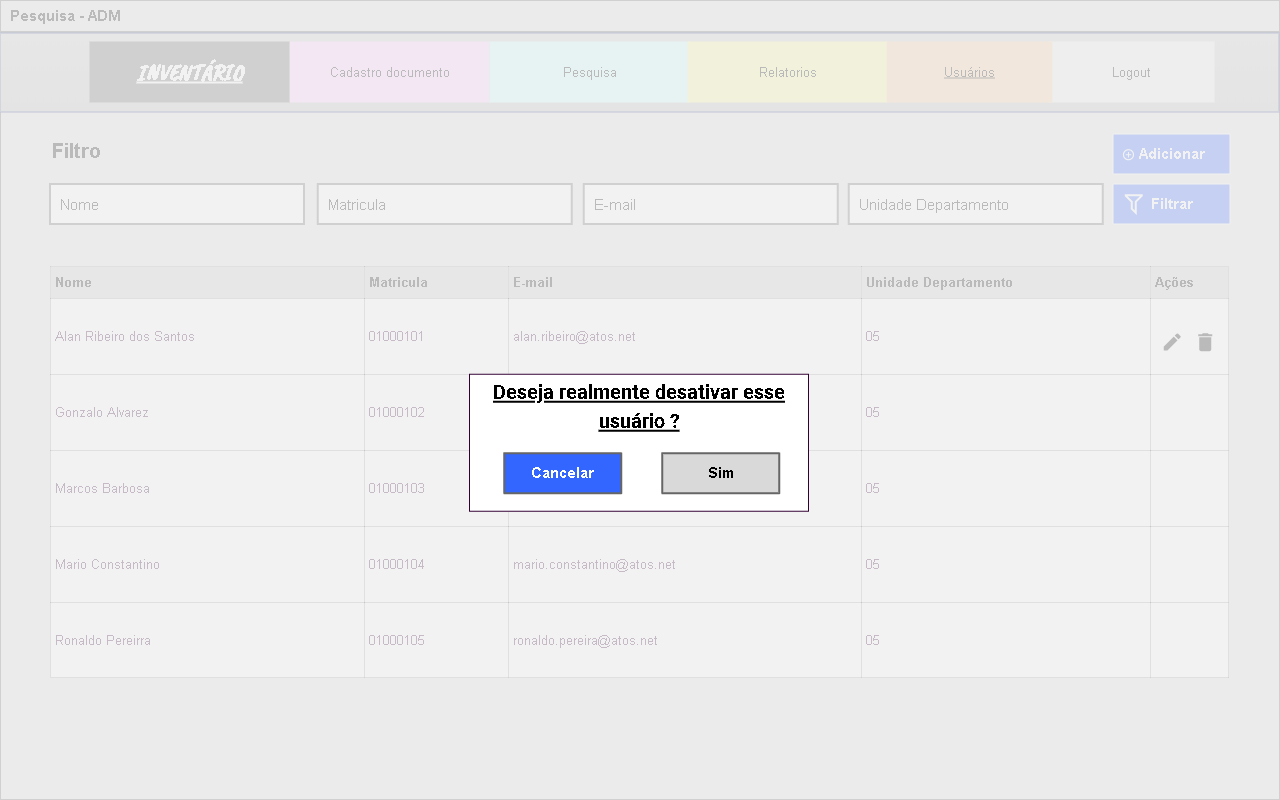 Pesquisa - ADM
INVENTÁRIO Cadastro documento Pesquisa Relatorios Usuários Logout
Filtro
Adicionar
Nome Matricula E-mail Unidade Departamento Filtrar
Nome Matricula E-mail Unidade Departamento Ações
Alan Ribeiro dos Santos 01000101 alan.ribeiro@atos.net 05
Gonzalo Alvarez 01000102 05
Marcos Barbosa 01000103 05
Mario Constantino 01000104 mario.constantino@atos.net 05
Ronaldo Pereirra 01000105 ronaldo.pereira@atos.net 05
Deseja realmente desativar esse
usuário ?
Cancelar Sim